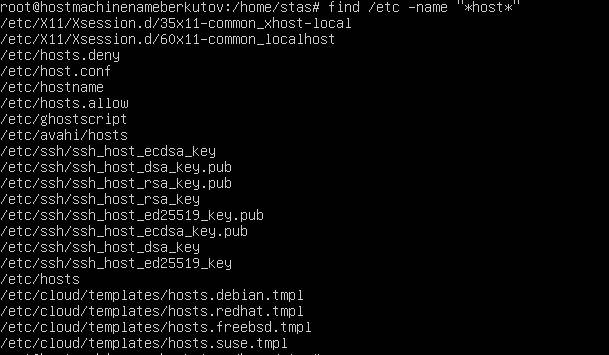 root@hostmachinenameberkutov:/home/stas# find /etc -name "*host*"
/etc/X11/Xsession.d/35x11-common_xhost-local
/etc/X11/Xsession.d/60x11-common_localhost
/etc/hosts.deny
/etc/host.conf
/etc/hostname
/etc/hosts.allow
/etc/ghostscript
/etc/avahi/hosts
/etc/ssh/ssh_host_ecdsa_key
/etc/ssh/ssh_host_dsa_key.pub
/etc/ssh/ssh_host_rsa_key.pub
/etc/ssh/ssh_host_rsa_key
/etc/ssh/ssh_host_ed25519_key.pub
/etc/ssh/ssh_host_ecdsa_key.pub
/etc/ssh/ssh_host_dsa_key
/etc/ssh/ssh_host_ed25519_key
/etc/hosts
/etc/cloud/templates/hosts.debian.tmpl
/etc/cloud/templates/hosts.redhat.tmpl
/etc/cloud/templates/hosts.freebsd.tmpl
/etc/cloud/templates/hosts.suse.tmpl